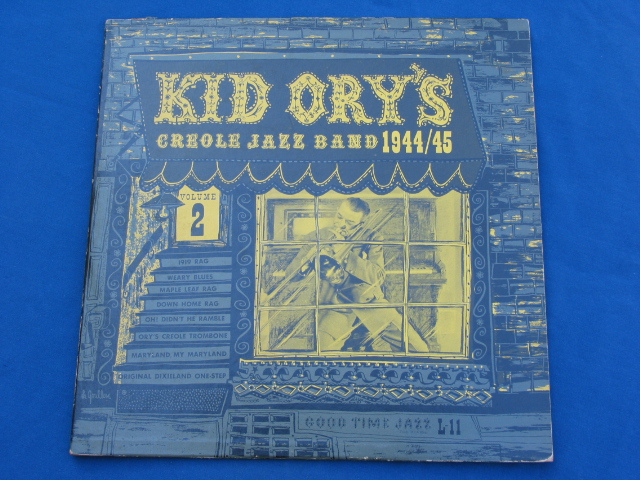 KID ORY'S
CREOLE JAZZ BAND 1944/45
VOLUME
2
1919 RAG
WEARY BLUES
MAPLE LEAF RAG
DOWN HOME RAG
OH! DIDN'T HE RAMBLE
ORY'S CREOLE TROMBONE
MARYLAND MY MARYLAND
ORIGINAL DIXIELAND ONE-STEP
GOOD TIME JAZZ L-11